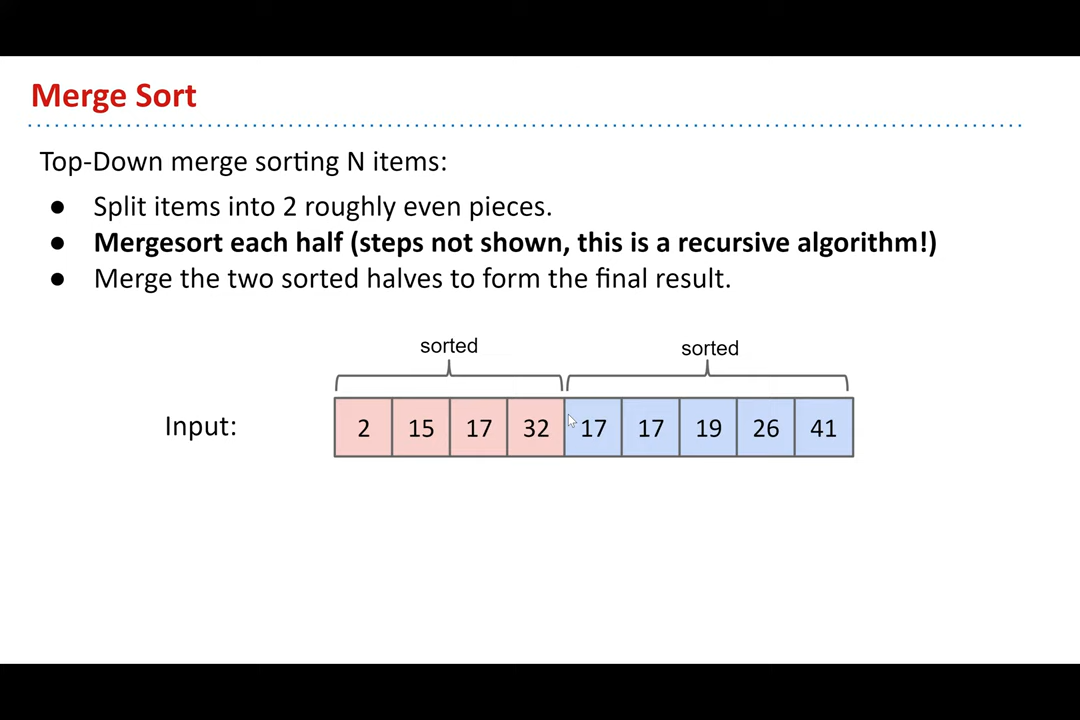 Merge Sort
Top-Down merge sorting N items:
● Split items into 2 roughly even pieces.
● Mergesort each half (steps not shown, this is a recursive algorithm!)
● Merge the two sorted halves to form the final result.
sorted sorted
Input: 2 15 17 32 17 17 19 26 41